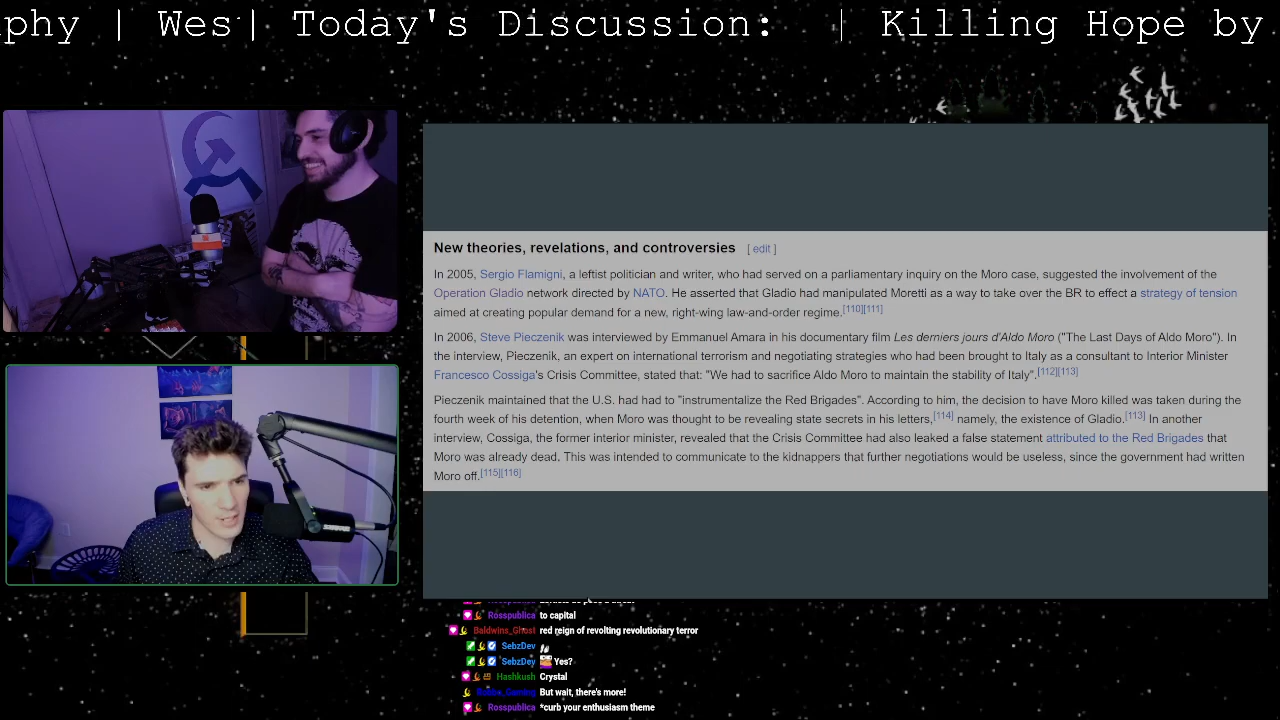 phy | Wes| Today's Discussion: | Killing Hope by
New theories, revelations, and controversies [ edit ]
In 2005, Sergio Flamigni, a leftist politician and writer, who had served on a parliamentary inquiry on the Moro case, suggested the involvement of the
Operation Gladio network directed by NATO. He asserted that Gladio had manipulated Moretti as a way to take over the BR to effect a strategy of tension
aimed at creating popular demand for a new, right-wing law-and-order regime.[110][111]
In 2006, Steve Pieczenik was interviewed by Emmanuel Amara in his documentary film Les derniers jours d'Aldo Moro ("The Last Days of Aldo Moro"). In
the interview, Pieczenik, an expert on international terrorism and negotiating strategies who had been brought to Italy as a consultant to Interior Minister
Francesco Cossiga's Crisis Committee, stated that: "We had to sacrifice Aldo Moro to maintain the stability of Italy".[112][113]
Pieczenik maintained that the U.S. had had to "instrumentalize the Red Brigades". According to him, the decision to have Moro killed was taken during the
fourth week of his detention, when Moro was thought to be revealing state secrets in his letters,[114] namely, the existence of Gladio.[113] In another
interview, Cossiga, the former interior minister, revealed that the Crisis Committee had also leaked a false statement attributed to the Red Brigades that
Moro was already dead. This was intended to communicate to the kidnappers that further negotiations would be useless, since the government had written
Moro off.[115][116]
Rosspublica to capital
Baldwins_Ghost red reign of revolting revolutionary terror
SebzDev
SebzDev Yes?
Hashkush Crystal
But wait, there's more!
Rosspublica *curb your enthusiasm theme